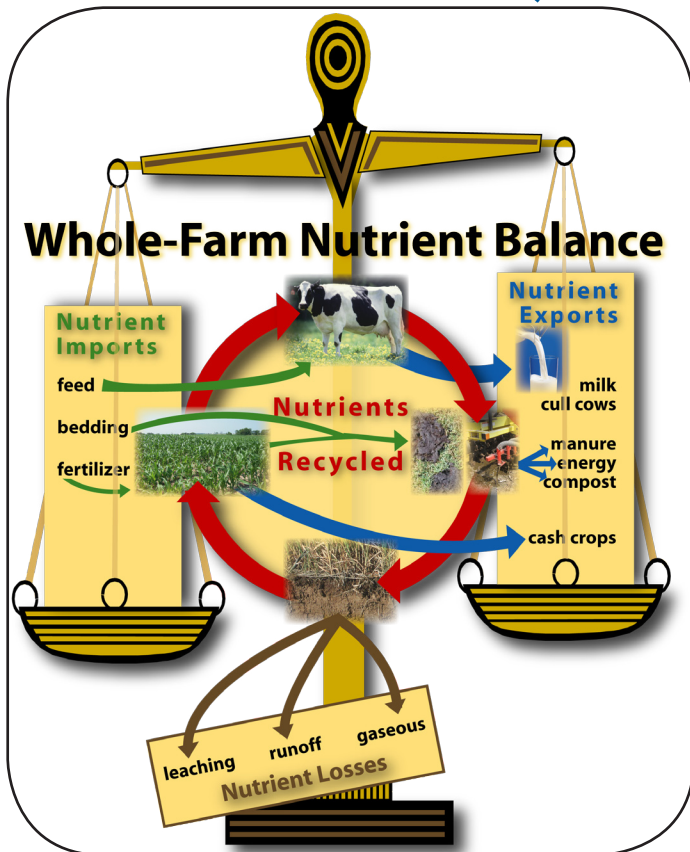 Whole-Farm Nutrient Balance
Nutrient
Imports
feed
bedding
fertilizer
Nutrients
Recycled
Nutrient
Exports
milk
cull cows
manure
energy
compost
cash crops
leaching runoff gaseous
Nutrient Losses